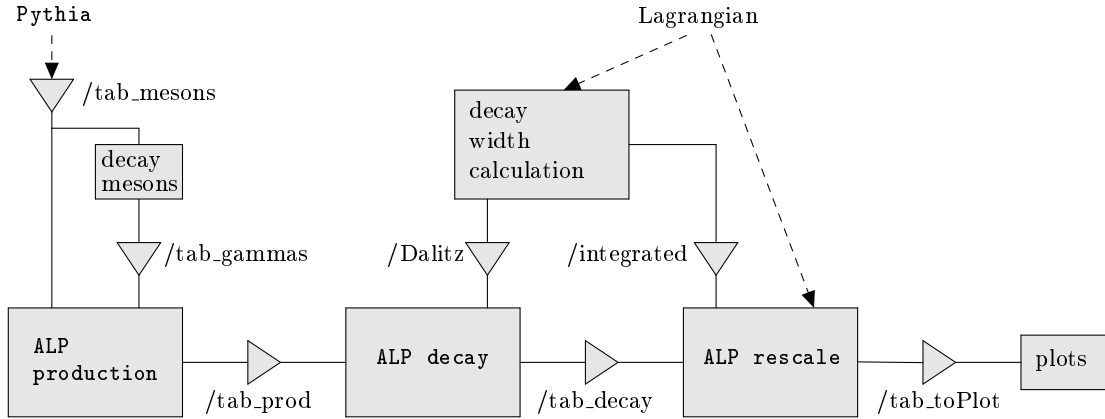 Pythia
Lagrangian
/tab_mesons
decay
mesons
decay
width
calculation
/tab_gammas
/Dalitz
/integrated
ALP
production
ALP decay
ALP rescale
plots
/tab_prod
/tab_decay
/tab_toPlot